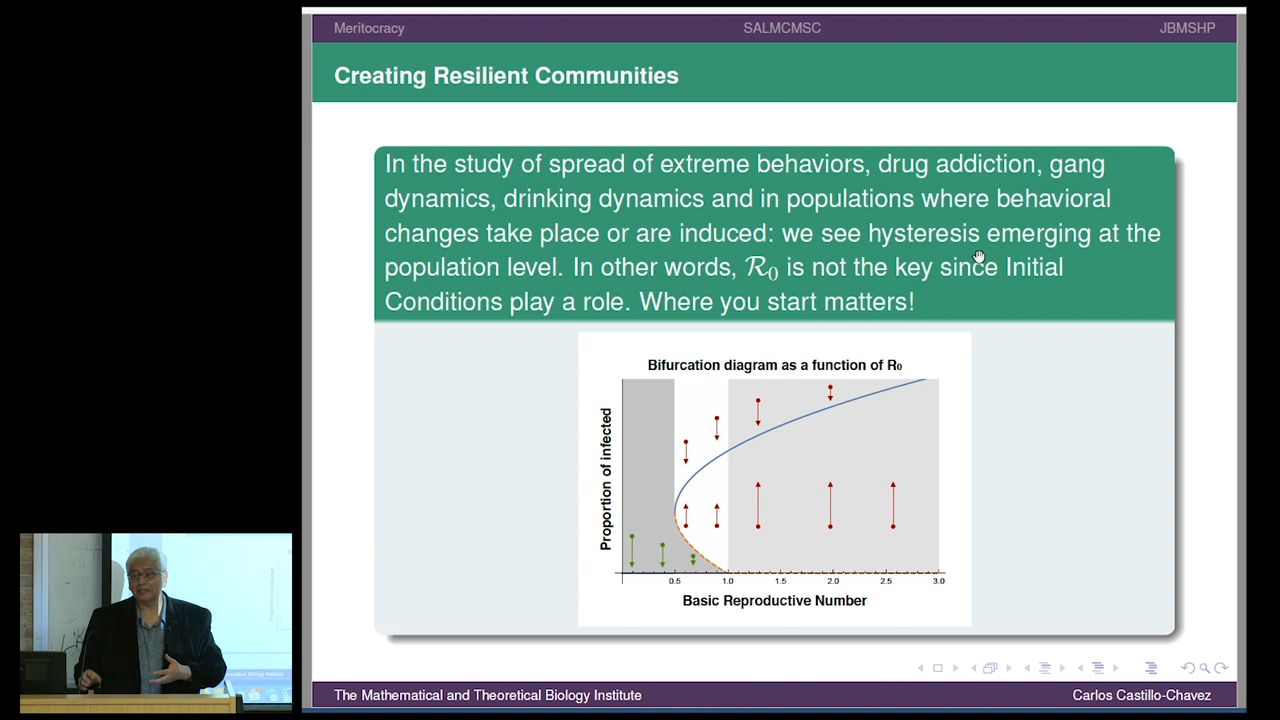 Meritocracy SALMCMSC JBMSHP
Creating Resilient Communities
In the study of spread of extreme behaviors, drug addiction, gang
dynamics, drinking dynamics and in populations where behavioral
changes take place or are induced: we see hysteresis emerging at the
population level. In other words, R₀ is not the key since Initial
Conditions play a role. Where you start matters!
Bifurcation diagram as a function of R₀
Proportion of infected
0.5 1.0 1.5 2.0 2.5 3.0
Basic Reproductive Number
The Mathematical and Theoretical Biology Institute Carlos Castillo-Chavez